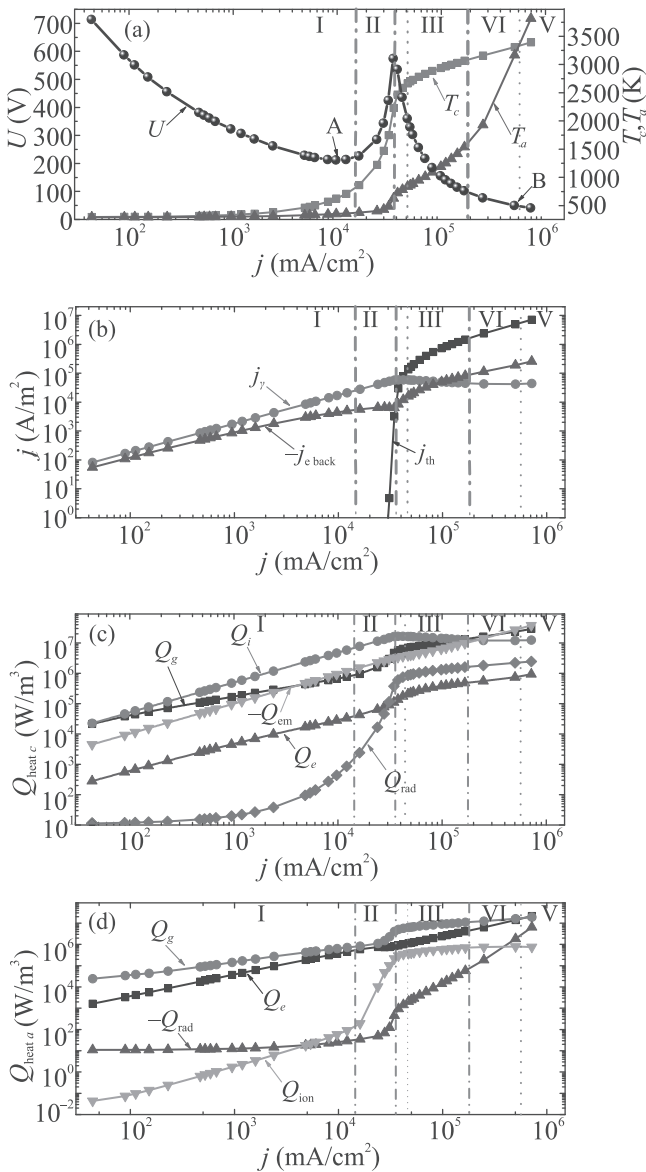 (a) I II III VI V
700 600 500 400 300 200 100 0
U (V)
U A T_c T_a B
3500 3000 2500 2000 1500 1000 500
T_c, T_a (K)
10^2 10^3 10^4 10^5 10^6
j (mA/cm^2)
(b) I II III VI V
10^7 10^6 10^5 10^4 10^3 10^2 10^1 10^0
j (A/m^2)
j_γ −j_e back j_th
10^2 10^3 10^4 10^5 10^6
j (mA/cm^2)
(c) I II III VI V
10^8 10^7 10^6 10^5 10^4 10^3 10^2 10^1
Q_heat c (W/m^3)
Q_g Q_i −Q_em Q_e Q_rad
10^2 10^3 10^4 10^5 10^6
j (mA/cm^2)
(d) I II III VI V
10^6 10^4 10^2 10^0 10^−2
Q_heat a (W/m^3)
Q_g Q_e −Q_rad Q_ion
10^2 10^3 10^4 10^5 10^6
j (mA/cm^2)